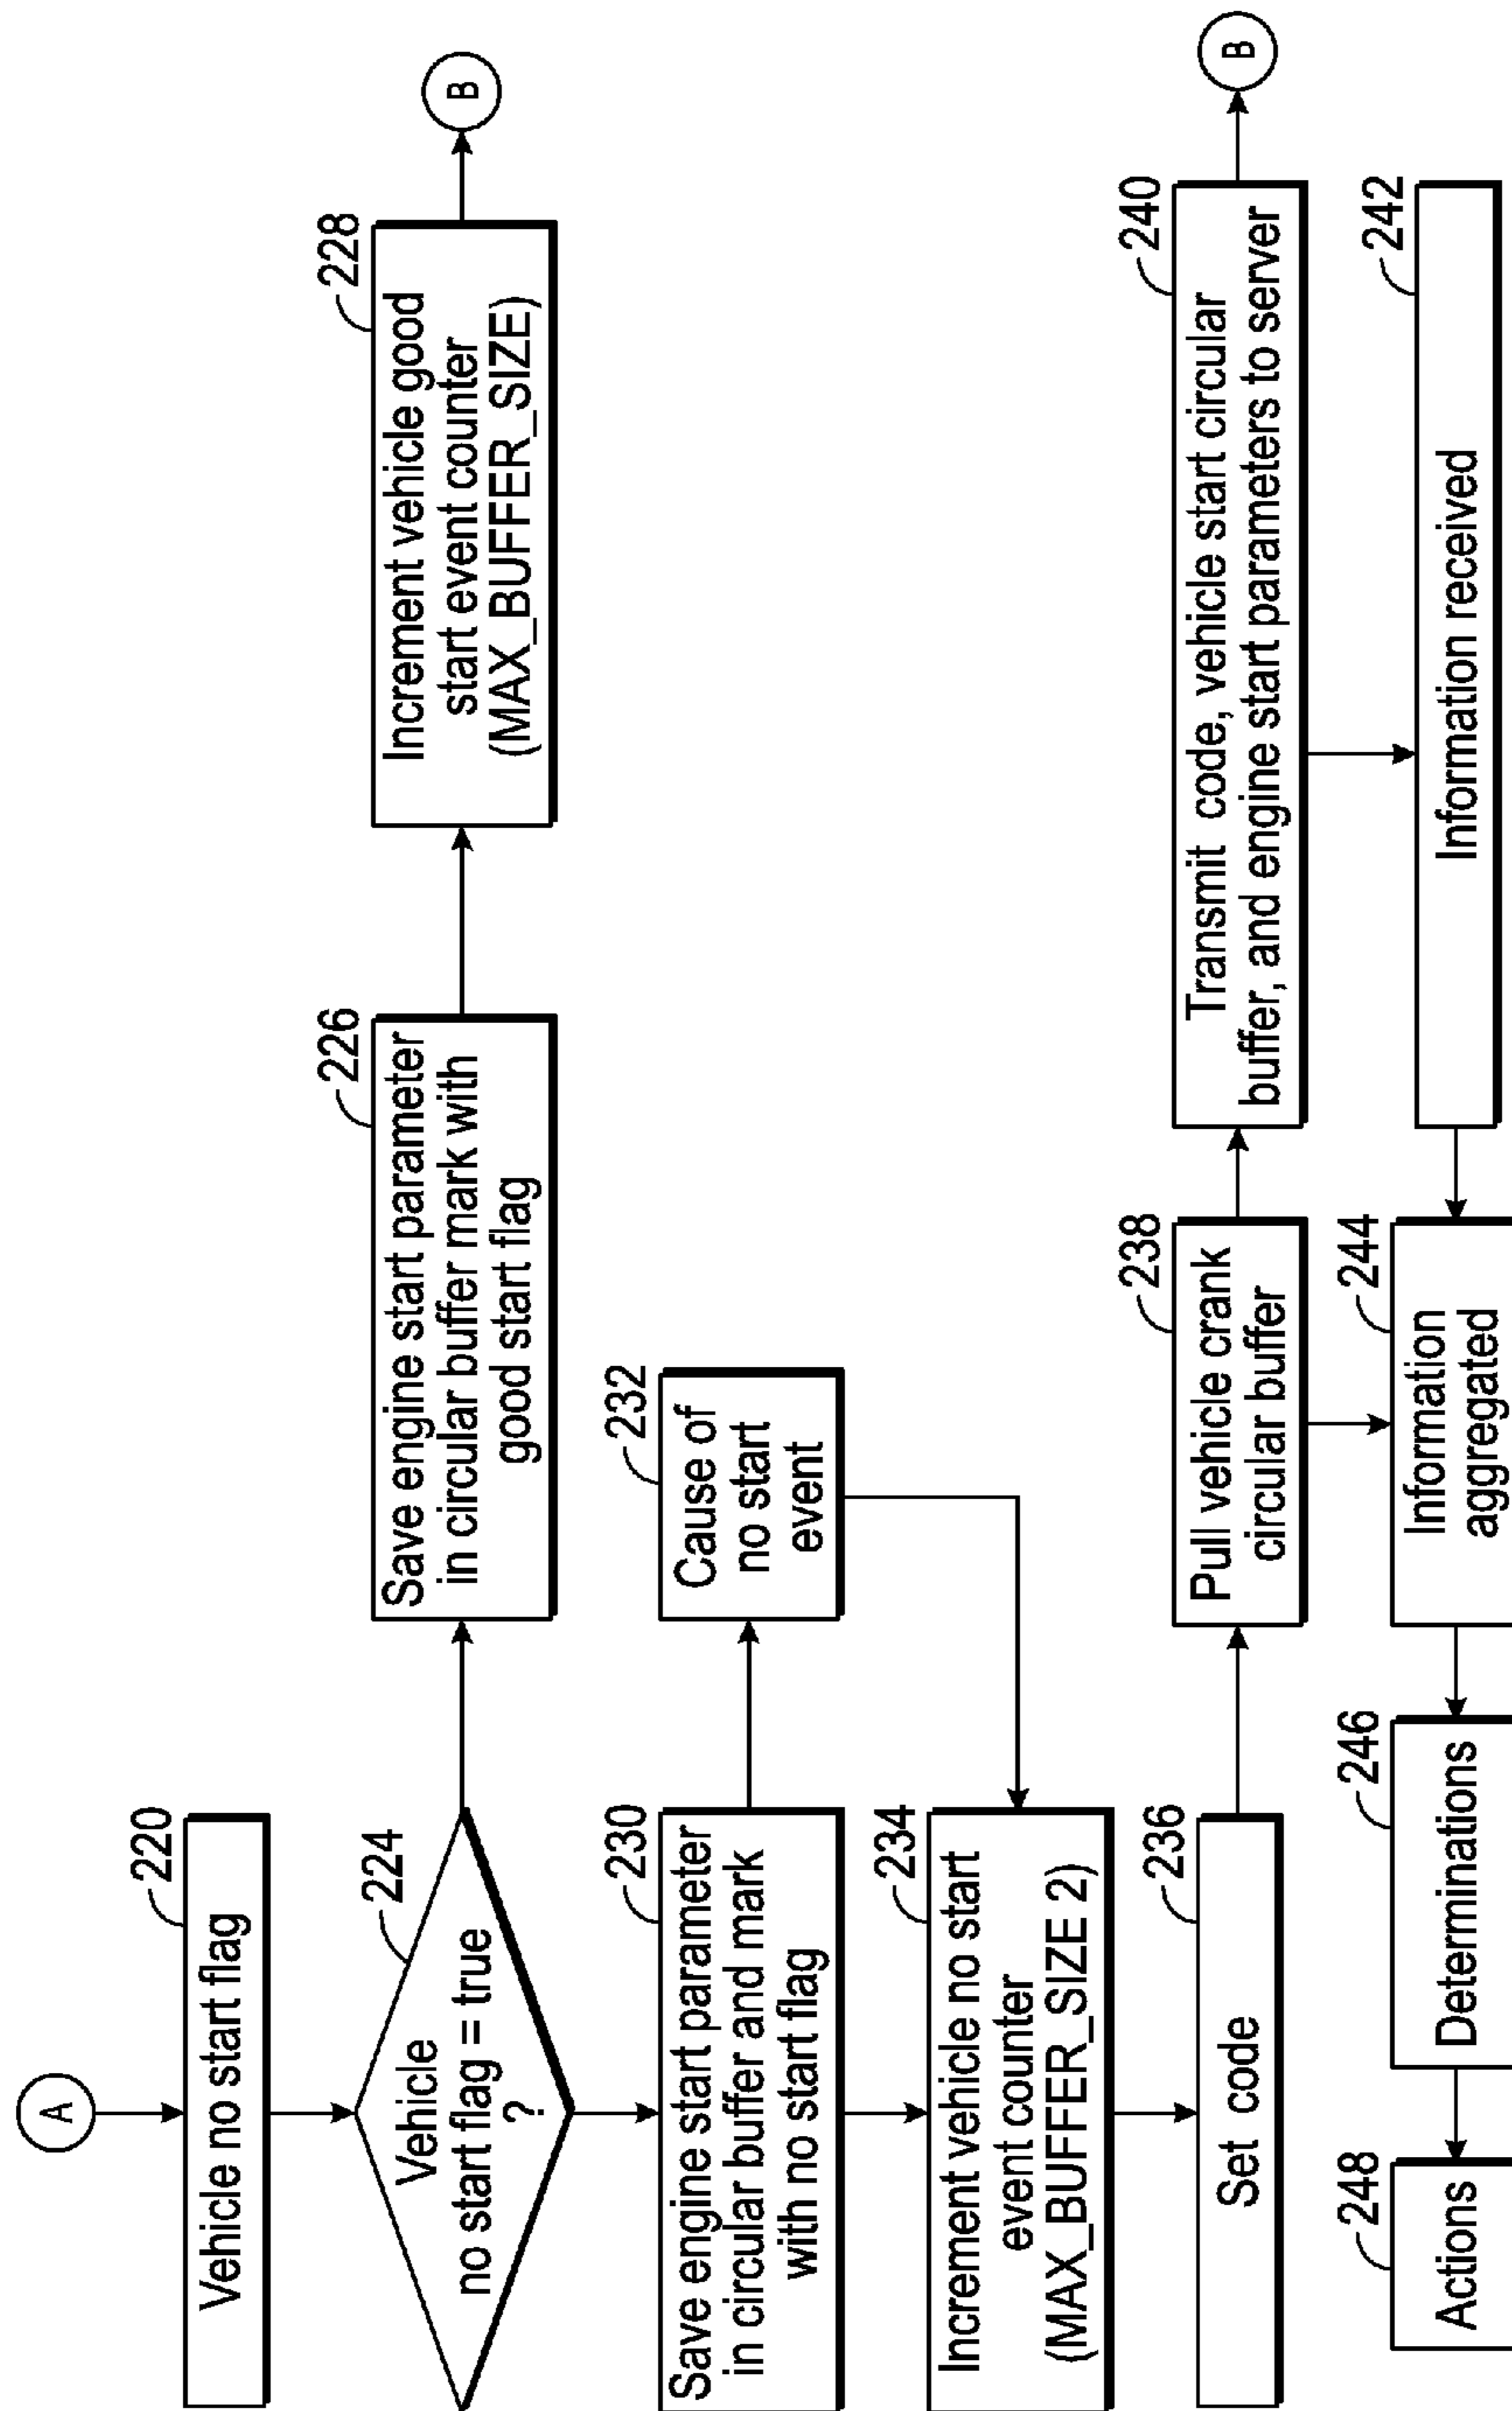 A
220
Vehicle no start flag
224
Vehicle
no start flag = true
?
226
Save engine start parameter
in circular buffer mark with
good start flag
228
Increment vehicle good
start event counter
(MAX_BUFFER_SIZE)
B
230
Save engine start parameter
in circular buffer and mark
with no start flag
232
Cause of
no start
event
234
Increment vehicle no start
event counter
(MAX_BUFFER_SIZE 2)
236
Set code
238
Pull vehicle crank
circular buffer
240
Transmit code, vehicle start circular
buffer, and engine start parameters to server
B
242
Information received
244
Information
aggregated
246
Determinations
248
Actions